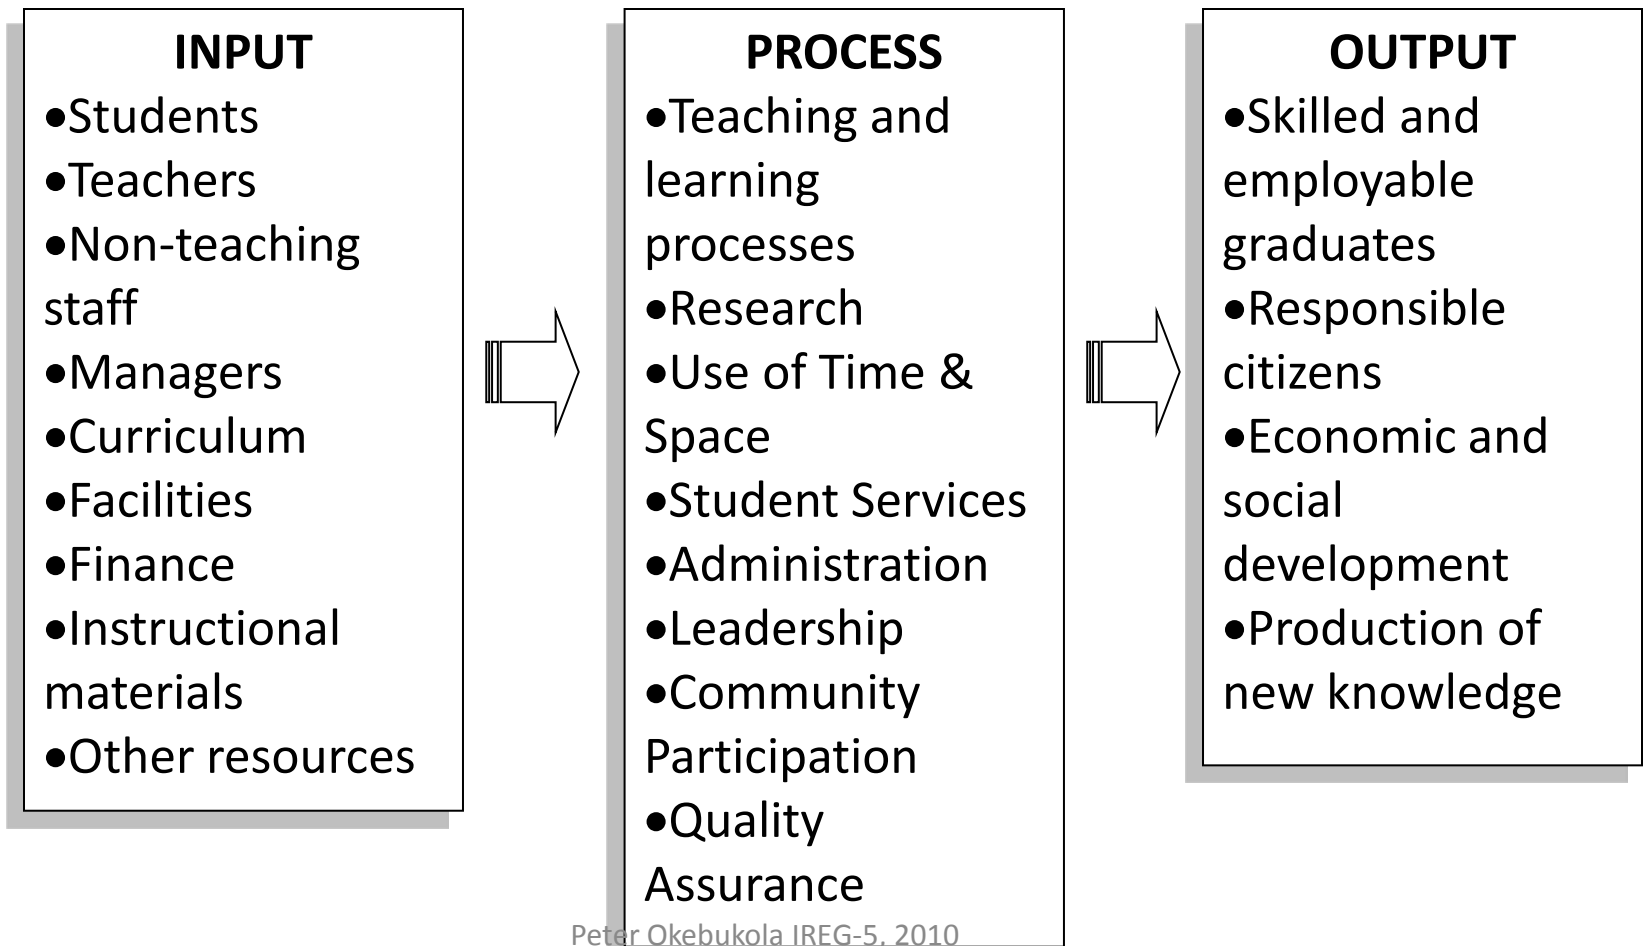 INPUT
•Students
•Teachers
•Non-teaching
staff
•Managers
•Curriculum
•Facilities
•Finance
•Instructional
materials
•Other resources
PROCESS
•Teaching and
learning
processes
•Research
•Use of Time &
Space
•Student Services
•Administration
•Leadership
•Community
Participation
•Quality
Assurance
OUTPUT
•Skilled and
employable
graduates
•Responsible
citizens
•Economic and
social
development
•Production of
new knowledge
Peter Okebukola IREG-5, 2010